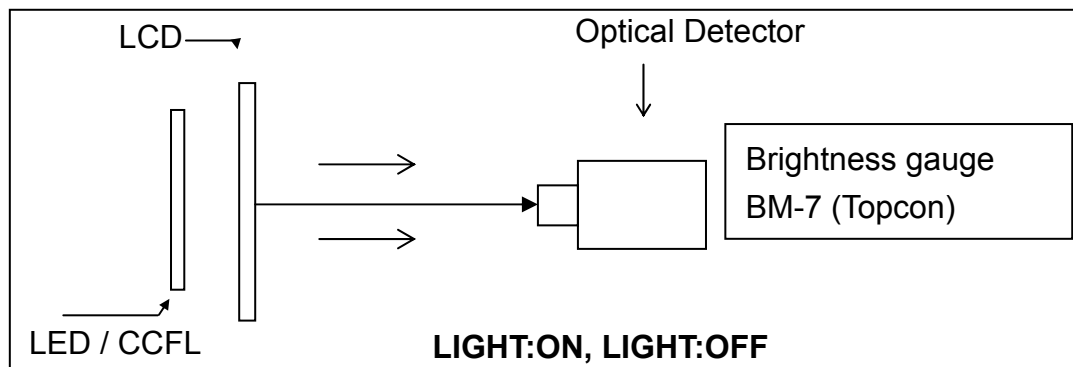 LCD
Optical Detector
Brightness gauge
BM-7 (Topcon)
LED / CCFL
LIGHT:ON, LIGHT:OFF